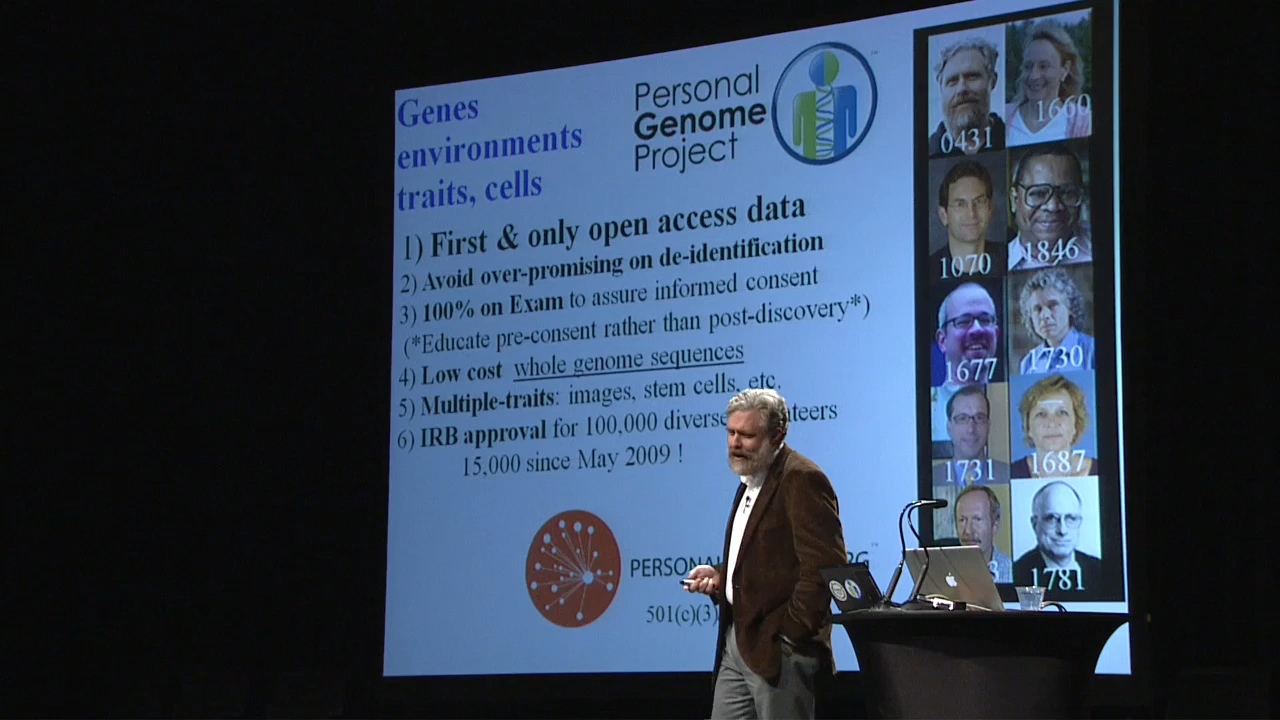 Genes
environments
traits, cells
Personal
Genome
Project
1) First & only open access data
2) Avoid over-promising on de-identification
3) 100% on Exam to assure informed consent
(*Educate pre-consent rather than post-discovery*)
4) Low cost whole genome sequences
5) Multiple-traits: images, stem cells, etc.
6) IRB approval for 100,000 diverse
15,000 since May 2009 !
501(c)(3)
0431 1660
1070 1846
1677 1730
1731 1687
1781